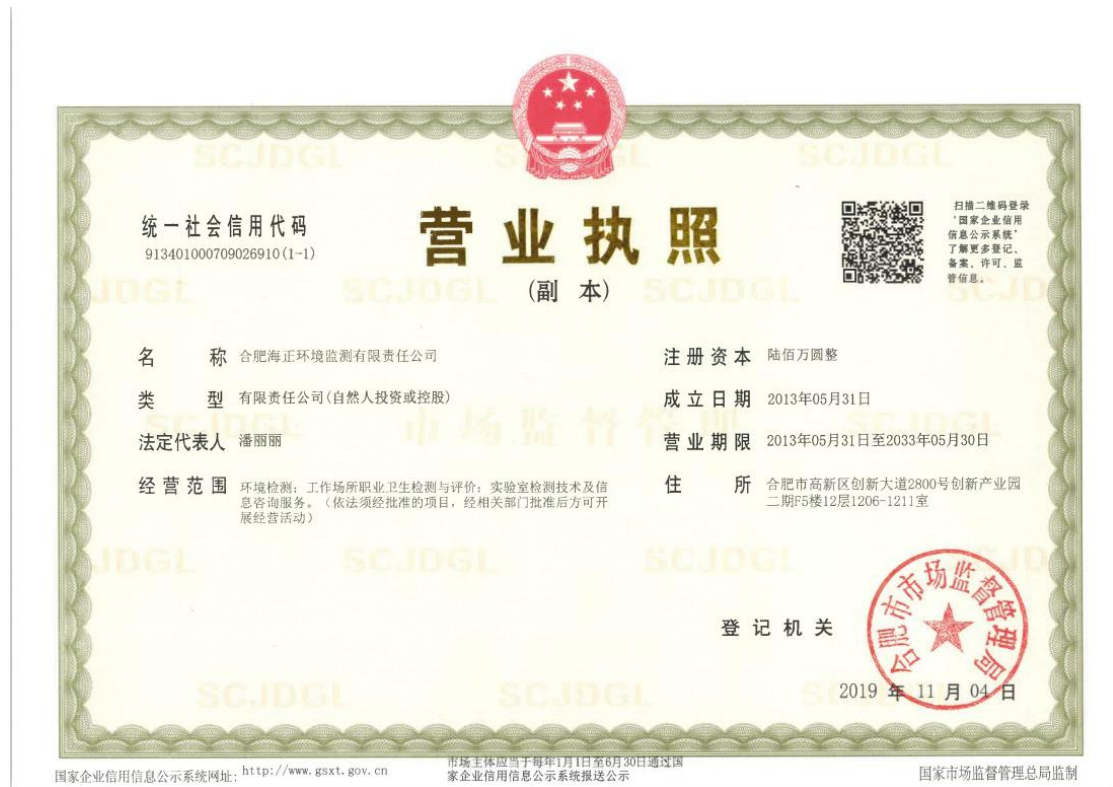 统一社会信用代码
913401000709026910(1-1)
营业执照
(副 本)
扫描二维码登录
‘国家企业信用
信息公示系统’
了解更多登记、
备案、许可、监
管信息。
名 称 合肥海正环境监测有限责任公司
类 型 有限责任公司(自然人投资或控股)
法定代表人 潘丽丽
经营范围 环境检测；工作场所职业卫生检测与评价；实验室检测技术及信
息咨询服务。（依法须经批准的项目，经相关部门批准后方可开
展经营活动）
注册资本 陆佰万圆整
成立日期 2013年05月31日
营业期限 2013年05月31日至2033年05月30日
住 所 合肥市高新区创新大道2800号创新产业园
二期F5楼12层1206-1211室
登记机关
合肥市市场监督管理局
2019 年 11 月 04 日
国家企业信用信息公示系统网址: http://www.gsxt.gov.cn
市场主体应当于每年1月1日至6月30日通过国
家企业信用信息公示系统报送公示
国家市场监督管理总局监制
SCJDGL
市场监督管理